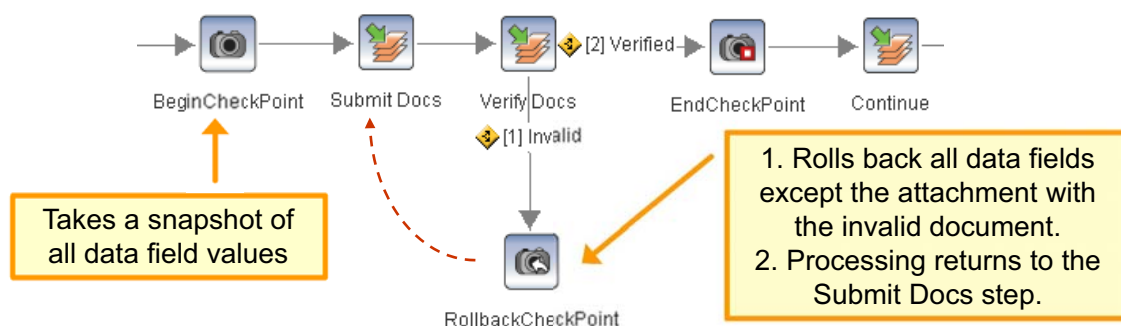 [2] Verified
BeginCheckPoint
Submit Docs
Verify Docs
EndCheckPoint
Continue
[1] Invalid
Takes a snapshot of
all data field values
1. Rolls back all data fields
except the attachment with
the invalid document.
2. Processing returns to the
Submit Docs step.
RollbackCheckPoint